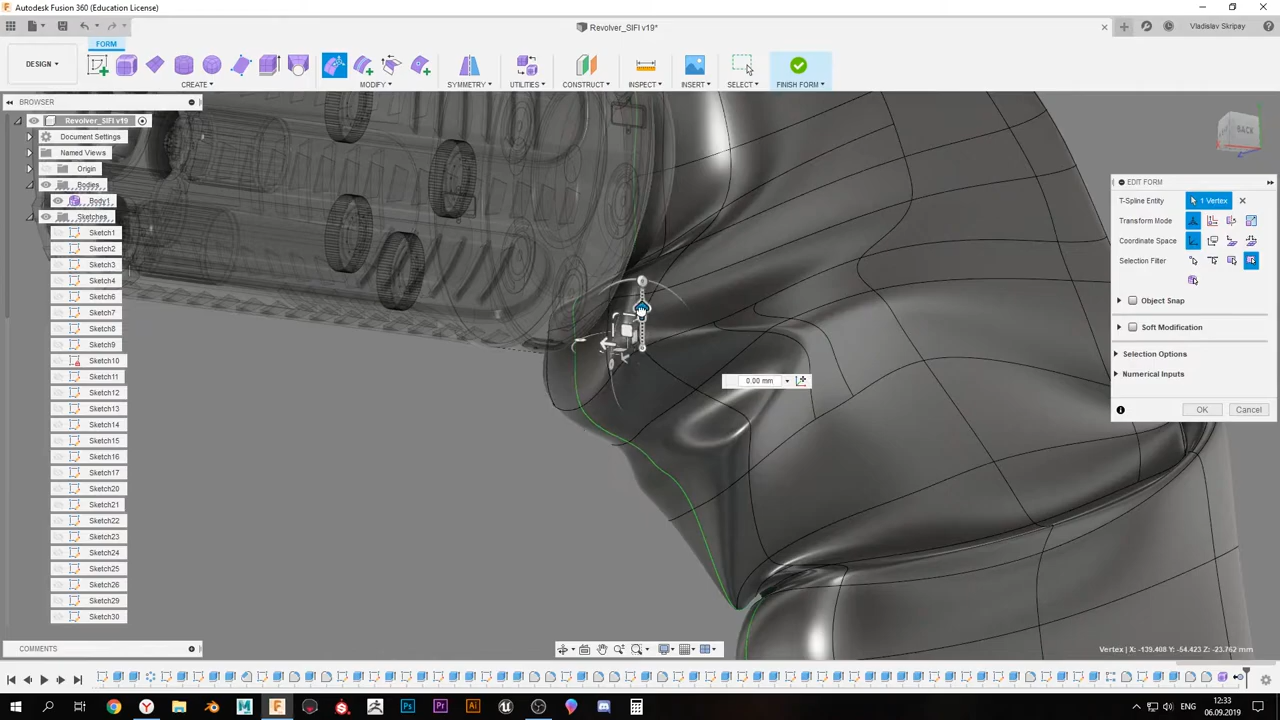 Autodesk Fusion 360 (Education License)
Revolver_SIFI v19*
Vladislav Skripay
FORM
DESIGN
CREATE
MODIFY
SYMMETRY
UTILITIES
CONSTRUCT
INSPECT
INSERT
SELECT
FINISH FORM
BROWSER
Revolver_SIFI v19
Document Settings
Named Views
Origin
Bodies
Body1
Sketches
Sketch1
Sketch2
Sketch3
Sketch4
Sketch6
Sketch7
Sketch8
Sketch9
Sketch10
Sketch11
Sketch12
Sketch13
Sketch14
Sketch15
Sketch16
Sketch17
Sketch20
Sketch21
Sketch22
Sketch23
Sketch24
Sketch25
Sketch26
Sketch29
Sketch30
BACK
EDIT FORM
T-Spline Entity
1 Vertex
Transform Mode
Coordinate Space
Selection Filter
Object Snap
Soft Modification
Selection Options
Numerical Inputs
OK
Cancel
0.00 mm
COMMENTS
Vertex | X: -139.408 Y: -54.423 Z: -23.762 mm
ENG
12:33
06.09.2019